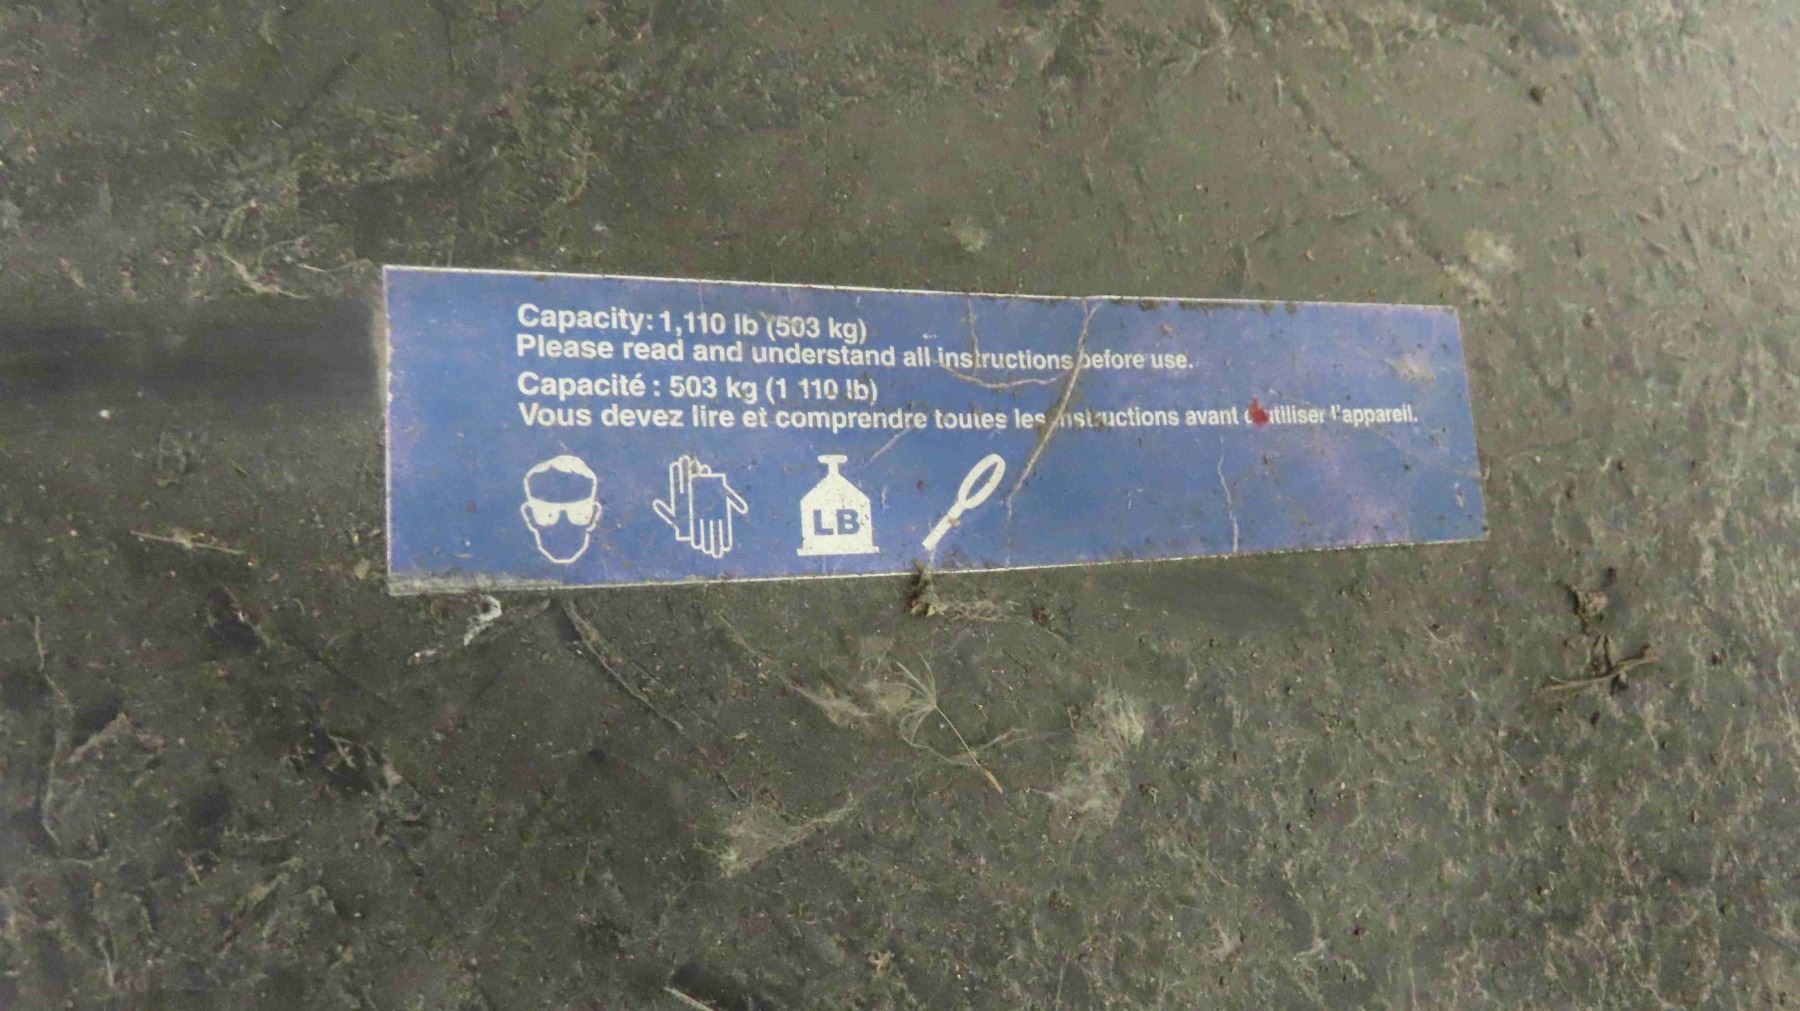 Capacity: 1,110 lb (503 kg)
Please read and understand all instructions before use.
Capacité : 503 kg (1 110 lb)
Vous devez lire et comprendre toutes les instructions avant d'utiliser l'appareil.
LB